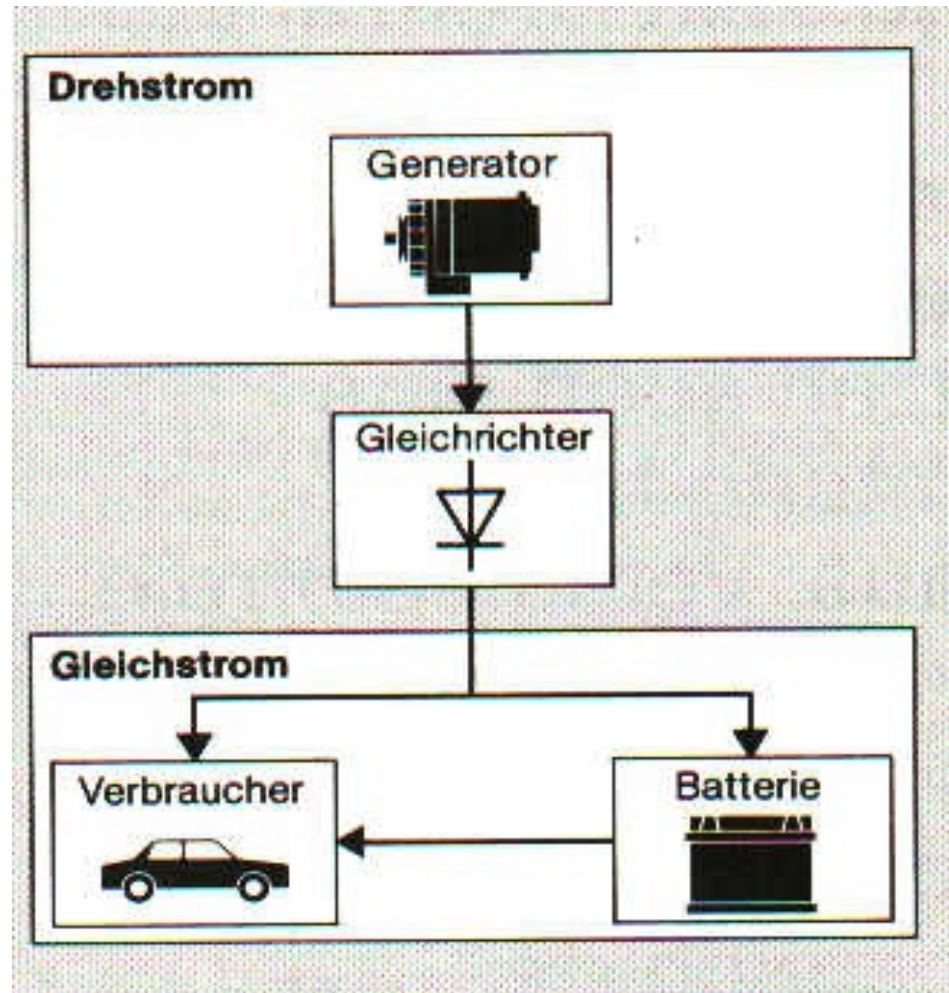 Drehstrom
Generator
Gleichrichter
Gleichstrom
Verbraucher
Batterie